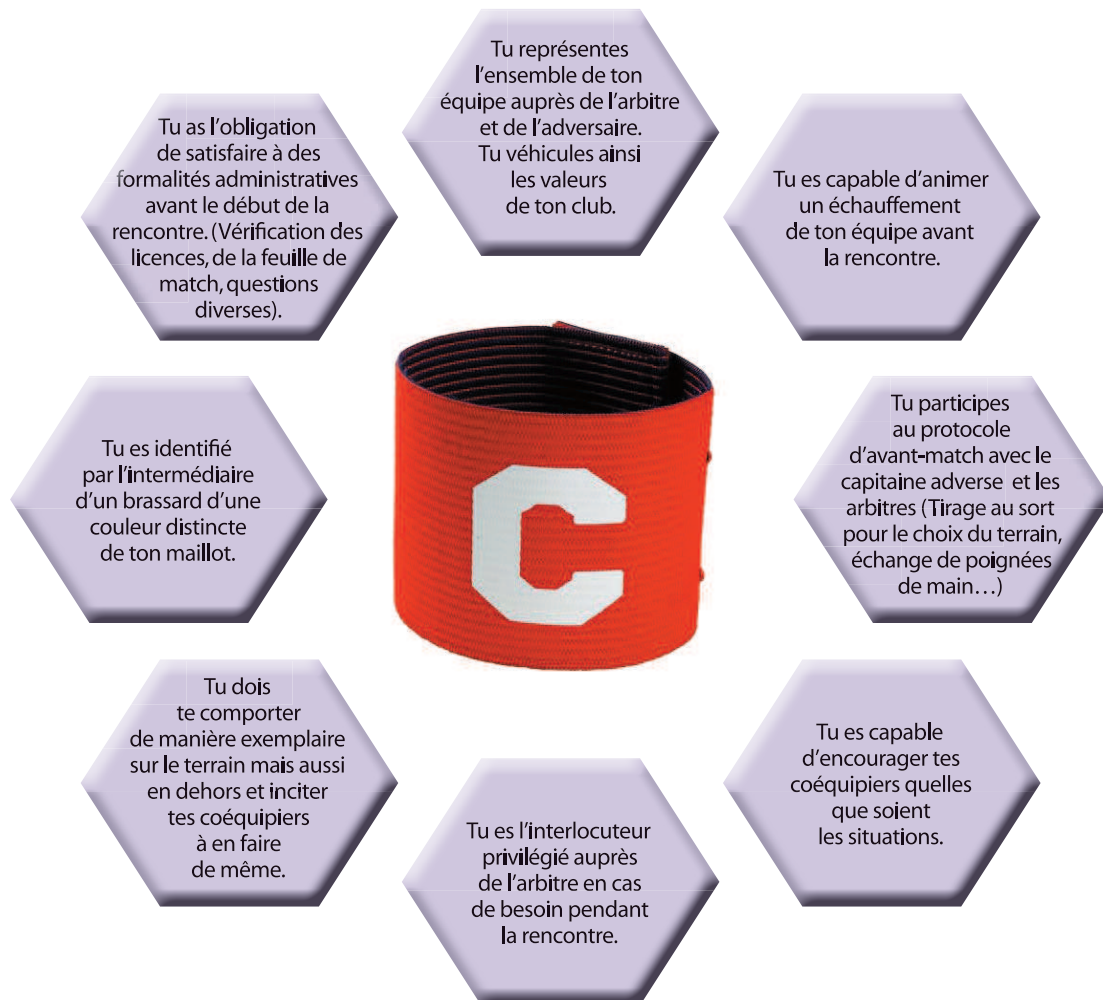 Tu représentes
l'ensemble de ton
équipe auprès de l'arbitre
et de l'adversaire.
Tu véhicules ainsi
les valeurs
de ton club.
Tu as l'obligation
de satisfaire à des
formalités administratives
avant le début de la
rencontre. (Vérification des
licences, de la feuille de
match, questions
diverses).
Tu es capable d'animer
un échauffement
de ton équipe avant
la rencontre.
Tu es identifié
par l'intermédiaire
d'un brassard d'une
couleur distincte
de ton maillot.
C
Tu participes
au protocole
d'avant-match avec le
capitaine adverse et les
arbitres (Tirage au sort
pour le choix du terrain,
échange de poignées
de main…)
Tu dois
te comporter
de manière exemplaire
sur le terrain mais aussi
en dehors et inciter
tes coéquipiers
à en faire
de même.
Tu es l'interlocuteur
privilégié auprès
de l'arbitre en cas
de besoin pendant
la rencontre.
Tu es capable
d'encourager tes
coéquipiers quelles
que soient
les situations.